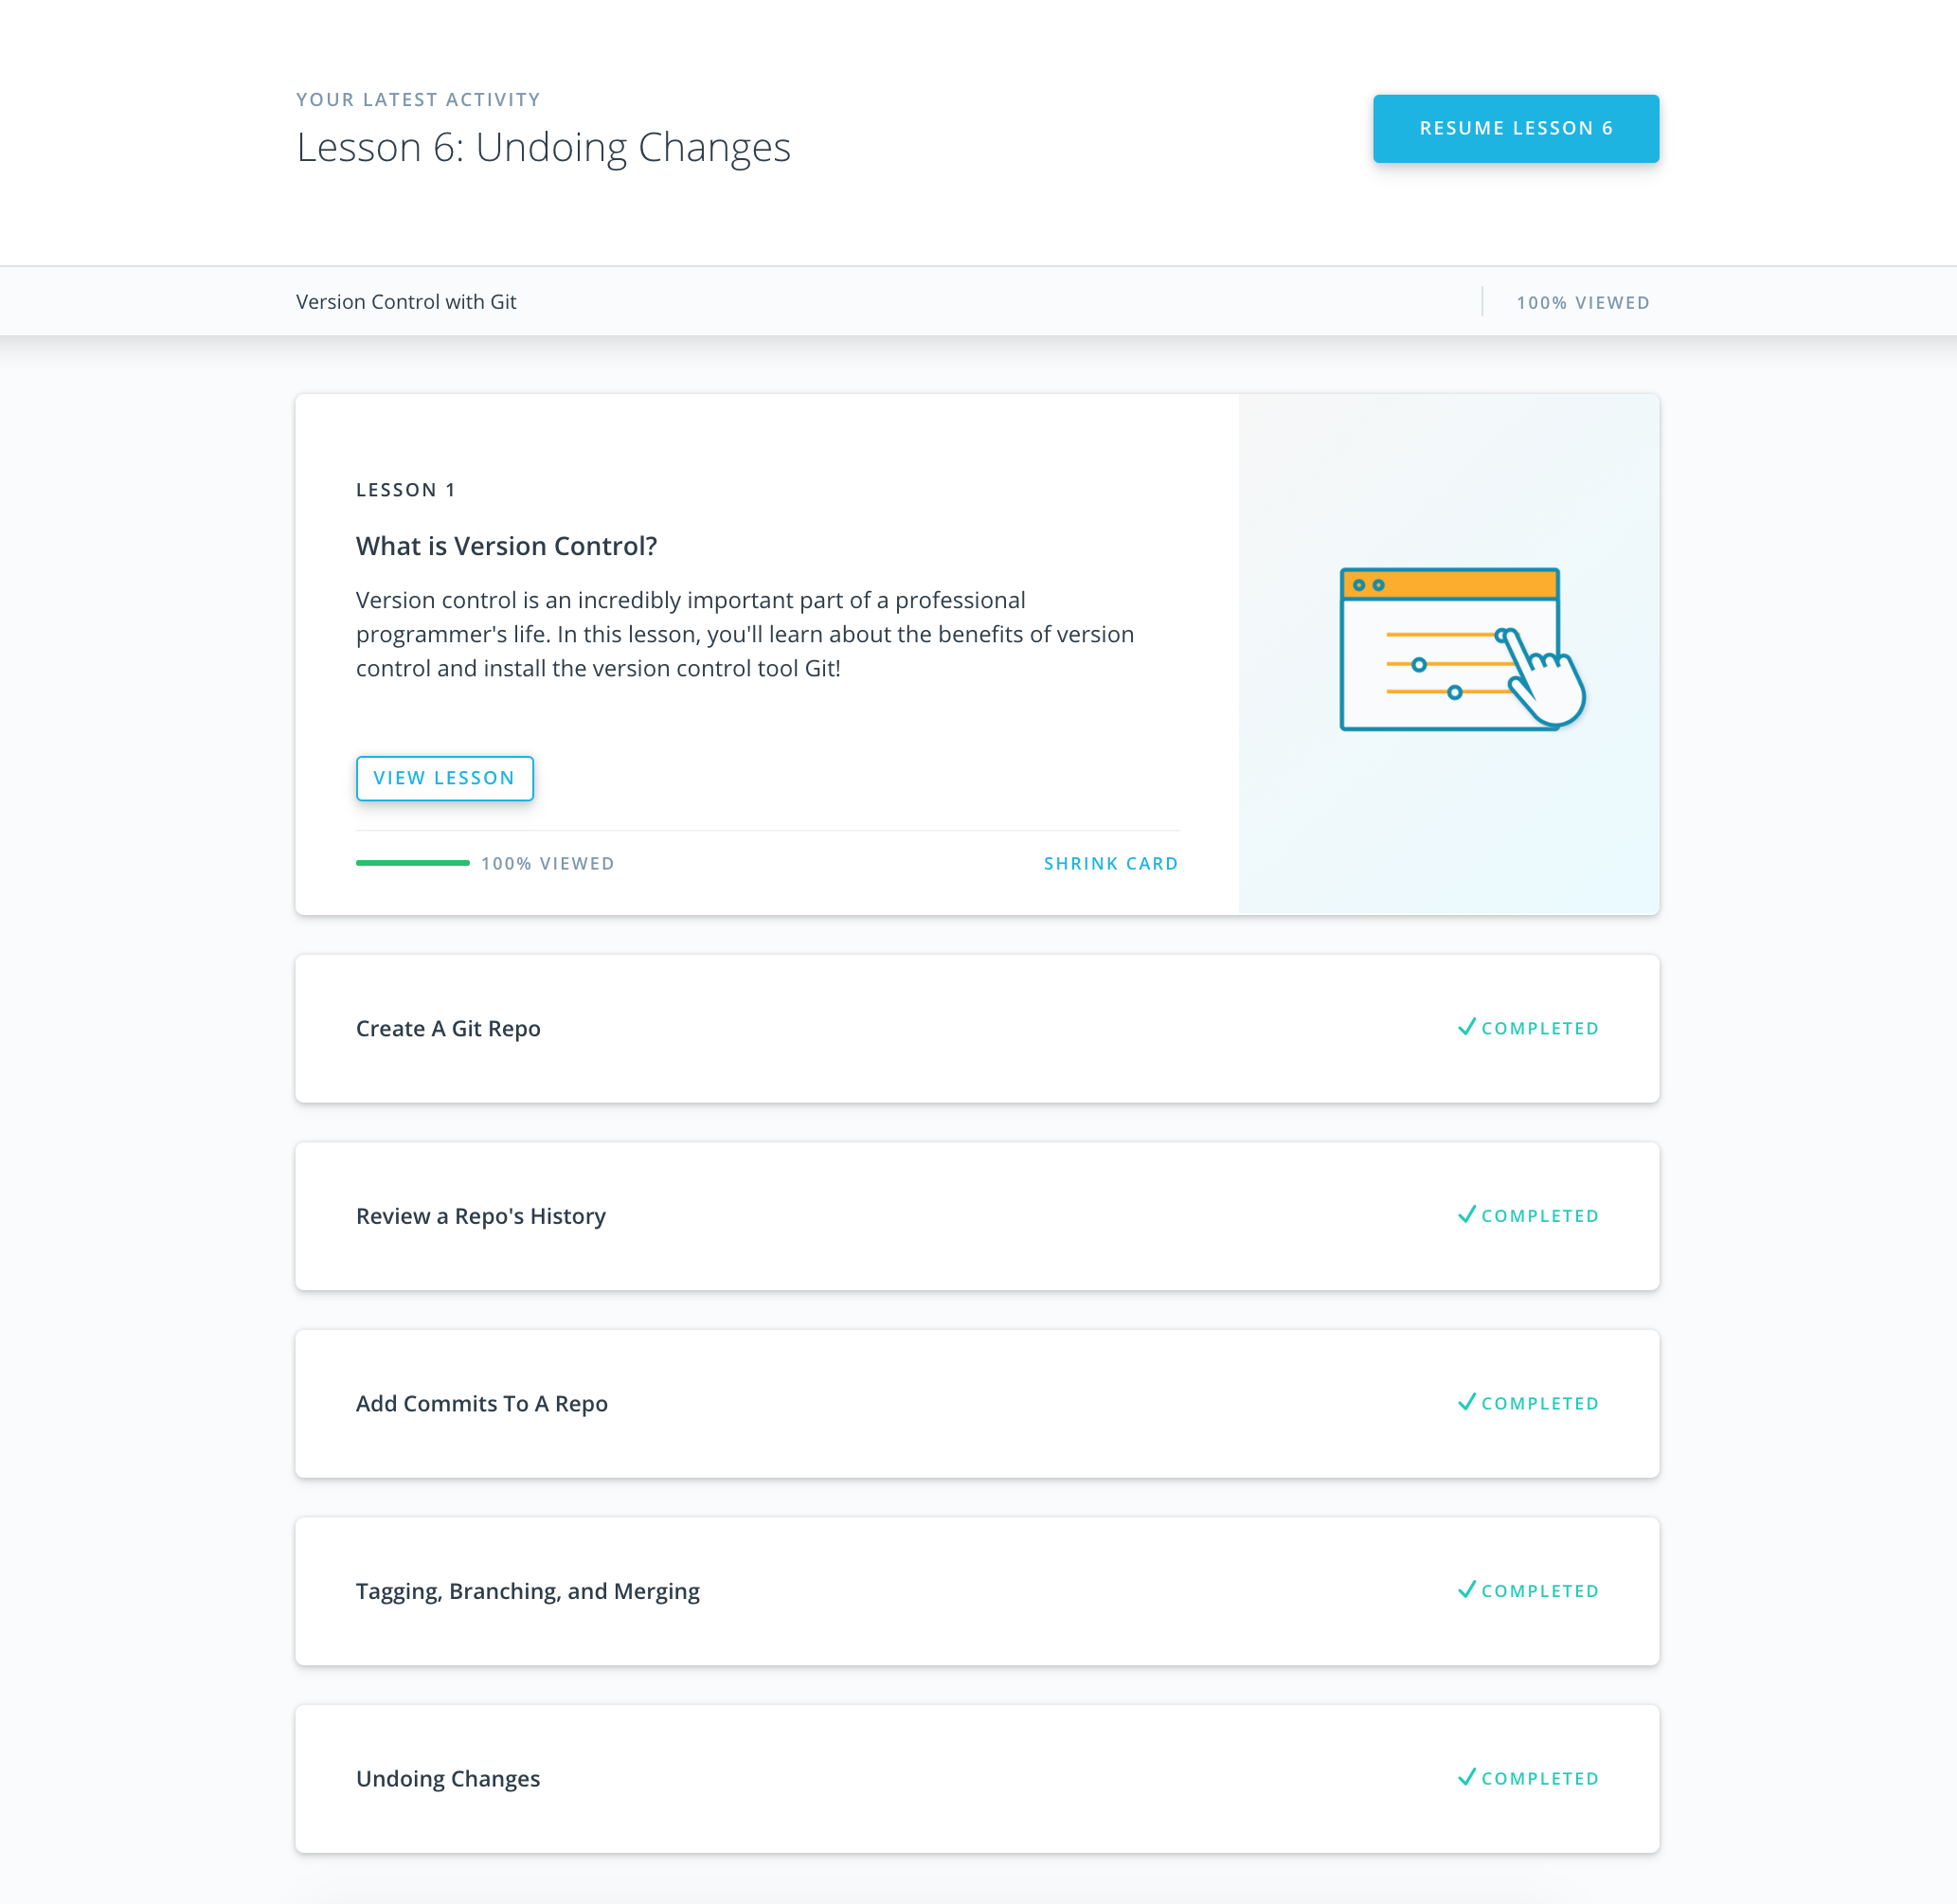 YOUR LATEST ACTIVITY
Lesson 6: Undoing Changes
RESUME LESSON 6
Version Control with Git
100% VIEWED
LESSON 1
What is Version Control?
Version control is an incredibly important part of a professional
programmer's life. In this lesson, you'll learn about the benefits of version
control and install the version control tool Git!
VIEW LESSON
100% VIEWED
SHRINK CARD
Create A Git Repo
COMPLETED
Review a Repo's History
COMPLETED
Add Commits To A Repo
COMPLETED
Tagging, Branching, and Merging
COMPLETED
Undoing Changes
COMPLETED